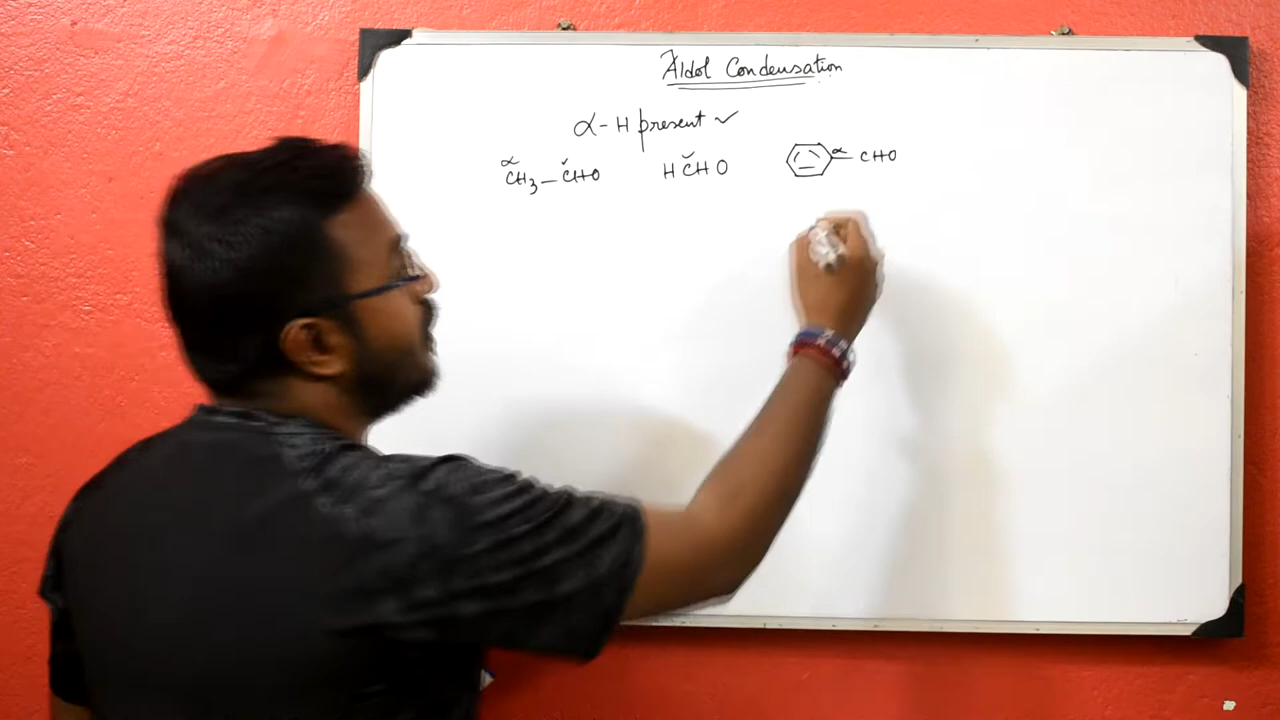 Aldol Condensation
α-H present ✓
α
CH₃ — CHO HCHO α CHO